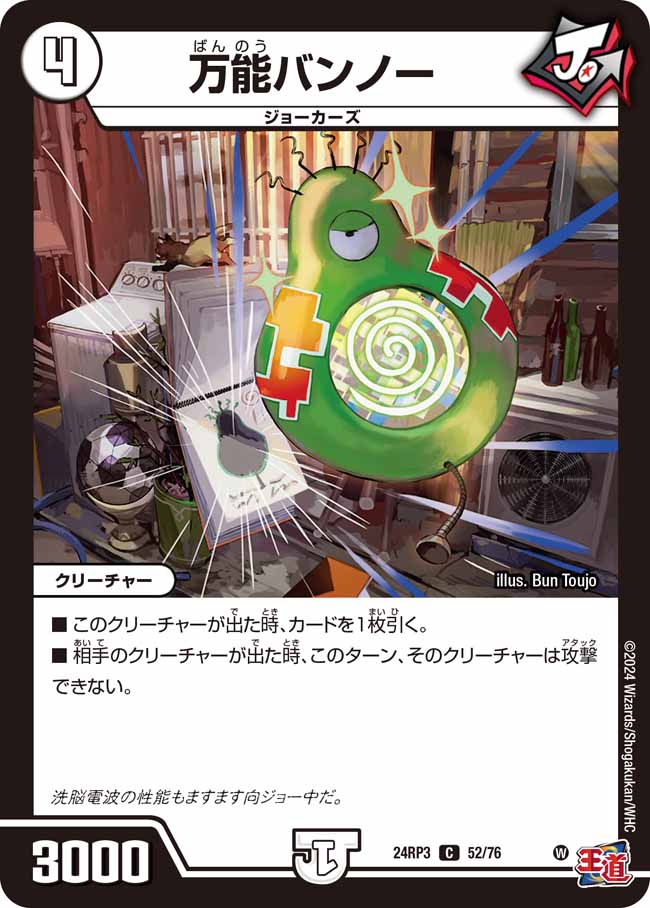 4
ばんのう
万能バンノー
ジョーカーズ
クリーチャー
illus. Bun Toujo
■このクリーチャーが出た時、カードを1枚引く。
■相手のクリーチャーが出た時、このターン、そのクリーチャーは攻撃
できない。
洗脳電波の性能もますます向ジョー中だ。
3000
24RP3 C 52/76
W
王道
©2024 Wizards/Shogakukan/WHC